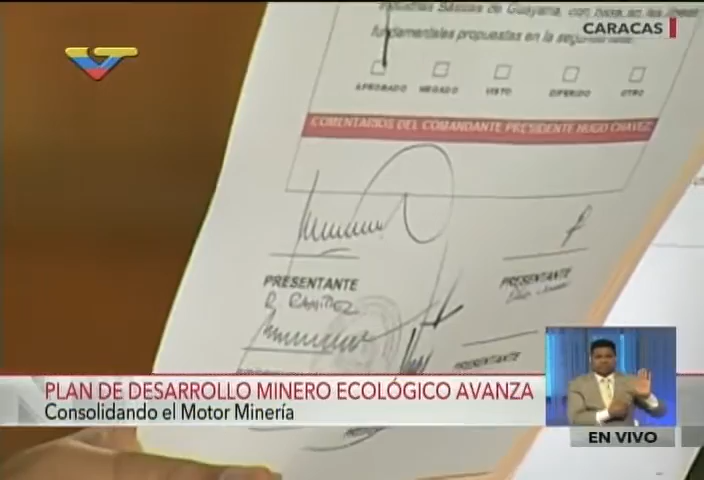 Industrias Básicas de Guayana, con base en las
CARACAS
fundamentales propuestas en la
APROBADO NEGADO VISTO DIFERIDO OTRO
COMENTARIOS DEL COMANDANTE PRESIDENTE HUGO CHÁVEZ
PRESENTANTE
PRESENTANTE
R. RAMIREZ
PRESENTANTE
PLAN DE DESARROLLO MINERO ECOLÓGICO AVANZA
Consolidando el Motor Minería
EN VIVO